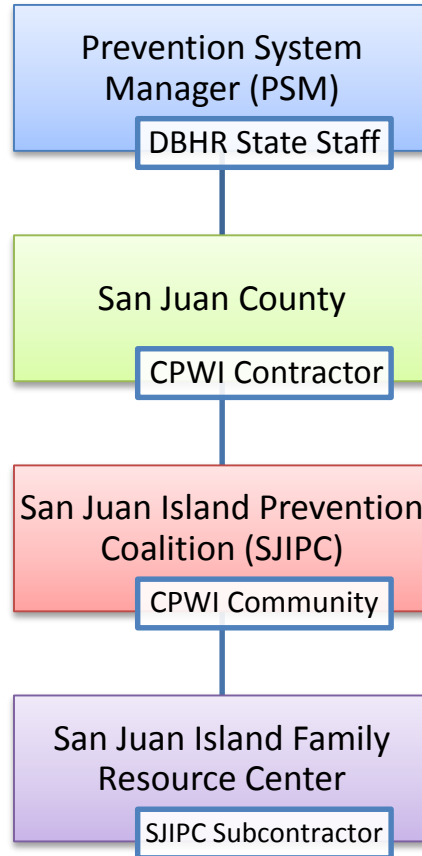 Prevention System
Manager (PSM)
DBHR State Staff
San Juan County
CPWI Contractor
San Juan Island Prevention
Coalition (SJIPC)
CPWI Community
San Juan Island Family
Resource Center
SJIPC Subcontractor